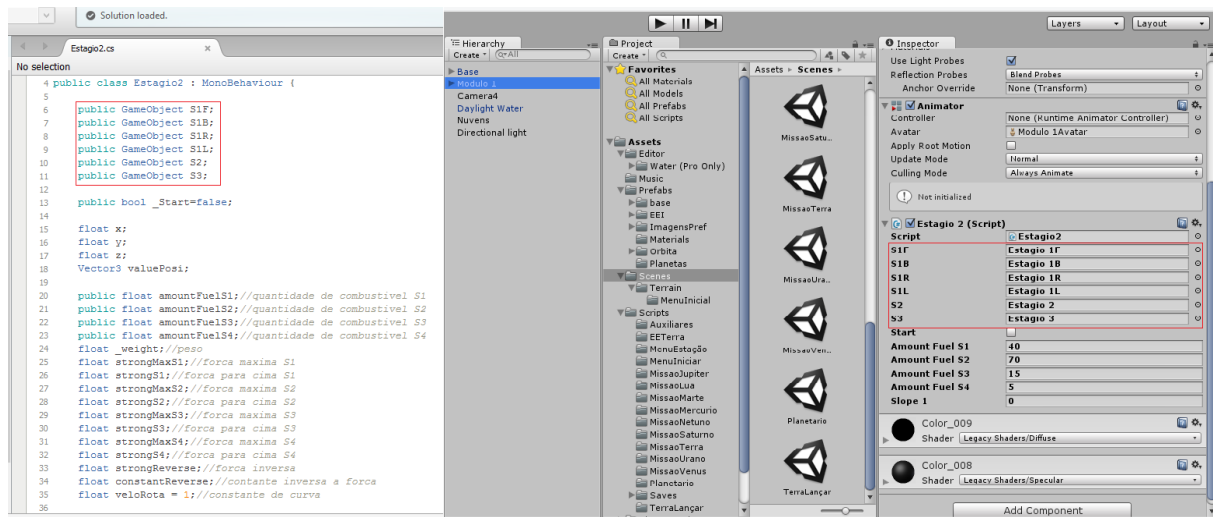 Solution loaded.
Estagio2.cs
No selection
4 public class Estagio2 : MonoBehaviour {
5
6 public GameObject S1F;
7 public GameObject S1B;
8 public GameObject S1R;
9 public GameObject S1L;
10 public GameObject S2;
11 public GameObject S3;
12
13 public bool _Start=false;
14
15 float x;
16 float y;
17 float z;
18 Vector3 valuePosi;
19
20 public float amountFuelS1;//quantidade de combustivel S1
21 public float amountFuelS2;//quantidade de combustivel S2
22 public float amountFuelS3;//quantidade de combustivel S3
23 public float amountFuelS4;//quantidade de combustivel S4
24 float _weight;//peso
25 float strongMaxS1;//forca maxima S1
26 float strongS1;//forca para cima S1
27 float strongMaxS2;//forca maxima S2
28 float strongS2;//forca para cima S2
29 float strongMaxS3;//forca maxima S3
30 float strongS3;//forca para cima S3
31 float strongMaxS4;//forca maxima S4
32 float strongS4;//forca para cima S4
33 float strongReverse;//forca inversa
34 float constantReverse;//contante inversa a forca
35 float veloRota = 1;//constante de curva
36
Layers
Layout
Hierarchy
Create
All
Base
Modulo 1
Camera4
Daylight Water
Nuvens
Directional light
Project
Create
Favorites
All Materials
All Models
All Prefabs
All Scripts
Assets
Editor
Water (Pro Only)
Music
Prefabs
base
EEI
ImagensPref
Materials
Orbita
Planetas
Scenes
Terrain
MenuInicial
Scripts
Auxiliares
EETerra
MenuEstação
MenuIniciar
MissaoJupiter
MissaoLua
MissaoMarte
MissaoMercurio
MissaoNetuno
MissaoSaturno
MissaoTerra
MissaoUrano
MissaoVenus
Planetario
Saves
TerraLançar
Assets Scenes
MissaoSatu...
MissaoTerra
MissaoUra...
MissaoVen...
Planetario
TerraLançar
Inspector
Use Light Probes
Reflection Probes Blend Probes
Anchor Override None (Transform)
Animator
Controller None (Runtime Animator Controller)
Avatar Modulo 1Avatar
Apply Root Motion
Update Mode Normal
Culling Mode Always Animate
Not initialized
Estagio 2 (Script)
Script Estagio2
S1F Estagio 1F
S1B Estagio 1B
S1R Estagio 1R
S1L Estagio 1L
S2 Estagio 2
S3 Estagio 3
Start
Amount Fuel S1 40
Amount Fuel S2 70
Amount Fuel S3 15
Amount Fuel S4 5
Slope 1 0
Color_009
Shader Legacy Shaders/Diffuse
Color_008
Shader Legacy Shaders/Specular
Add Component